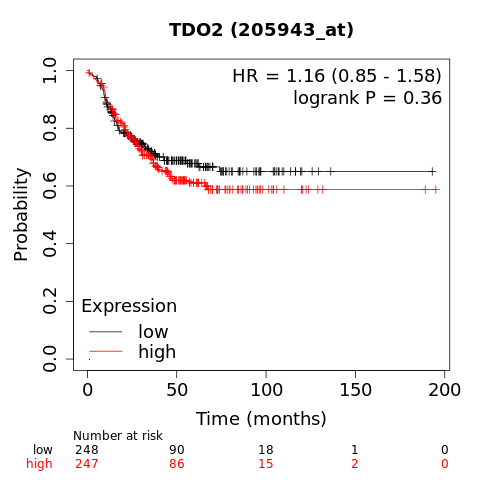 TDO2 (205943_at)
HR = 1.16 (0.85 - 1.58)
logrank P = 0.36
Probability
1.0
0.8
0.6
0.4
0.2
0.0
Expression
low
high
0 50 100 150 200
Time (months)
Number at risk
low 248 90 18 1 0
high 247 86 15 2 0